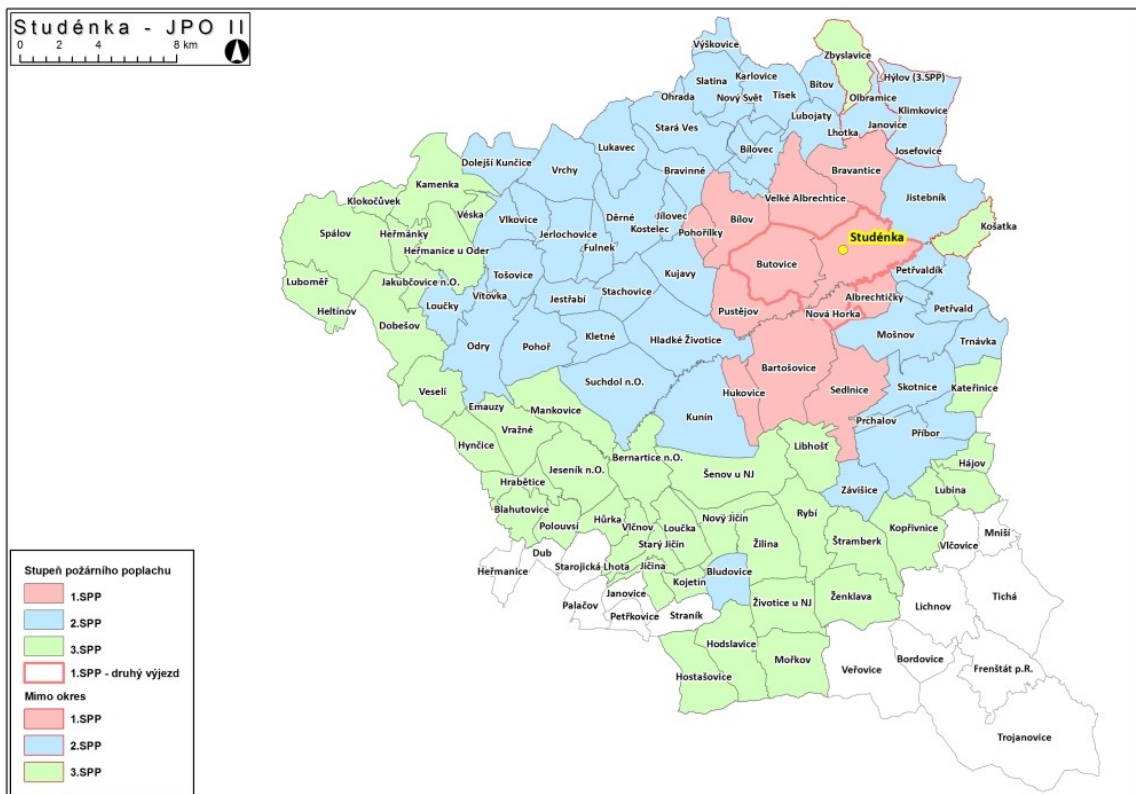 Studénka - JPO II
0 2 4 8 km
Výškovice
Zbyslavice
Slatina
Karlovice
Bítov
Hýlov (3.SPP)
Ohrada
Nový Svět
Tísek
Olbramice
Klimkovice
Stará Ves
Lubojaty
Janovice
Lhotka
Lukavec
Bílovec
Josefovice
Dolejší Kunčice
Vrchy
Bravinné
Bravantice
Kamenka
Jistebník
Klokočůvek
Véska
Vlkovice
Děrné
Jílovec
Bílov
Velké Albrechtice
Košatka
Spálov
Heřmánky
Jerlochovice
Kostelec
Pohořílky
Studénka
Heřmanice u Oder
Fulnek
Butovice
Luboměř
Jakubčovice n.O.
Tošovice
Kujavy
Petřvaldík
Heltínov
Loučky
Vítovka
Jestřabí
Stachovice
Albrechtičky
Petřvald
Dobešov
Pustějov
Nová Horka
Odry
Pohoř
Kletné
Hladké Životice
Mošnov
Trnávka
Bartošovice
Veselí
Suchdol n.O.
Hukovice
Sedlnice
Skotnice
Kateřinice
Emauzy
Mankovice
Kunín
Prchalov
Vražné
Příbor
Hynčice
Bernartice n.O.
Libhošť
Jeseník n.O.
Šenov u NJ
Hájov
Hrabětice
Závišice
Lubina
Blahutovice
Polouvsí
Hůrka
Vlčnov
Loučka
Nový Jičín
Rybí
Kopřivnice
Mniší
Starý Jičín
Žilina
Štramberk
Vlčovice
Dub
Heřmanice
Starojická Lhota
Jičina
Bludovice
Kojetín
Janovice
Životice u NJ
Ženklava
Tichá
Palačov
Petřkovice
Straník
Lichnov
Hodslavice
Mořkov
Veřovice
Bordovice
Frenštát p.R.
Hostašovice
Trojanovice
Stupeň požárního poplachu
1.SPP
2.SPP
3.SPP
1.SPP - druhý výjezd
Mimo okres
1.SPP
2.SPP
3.SPP